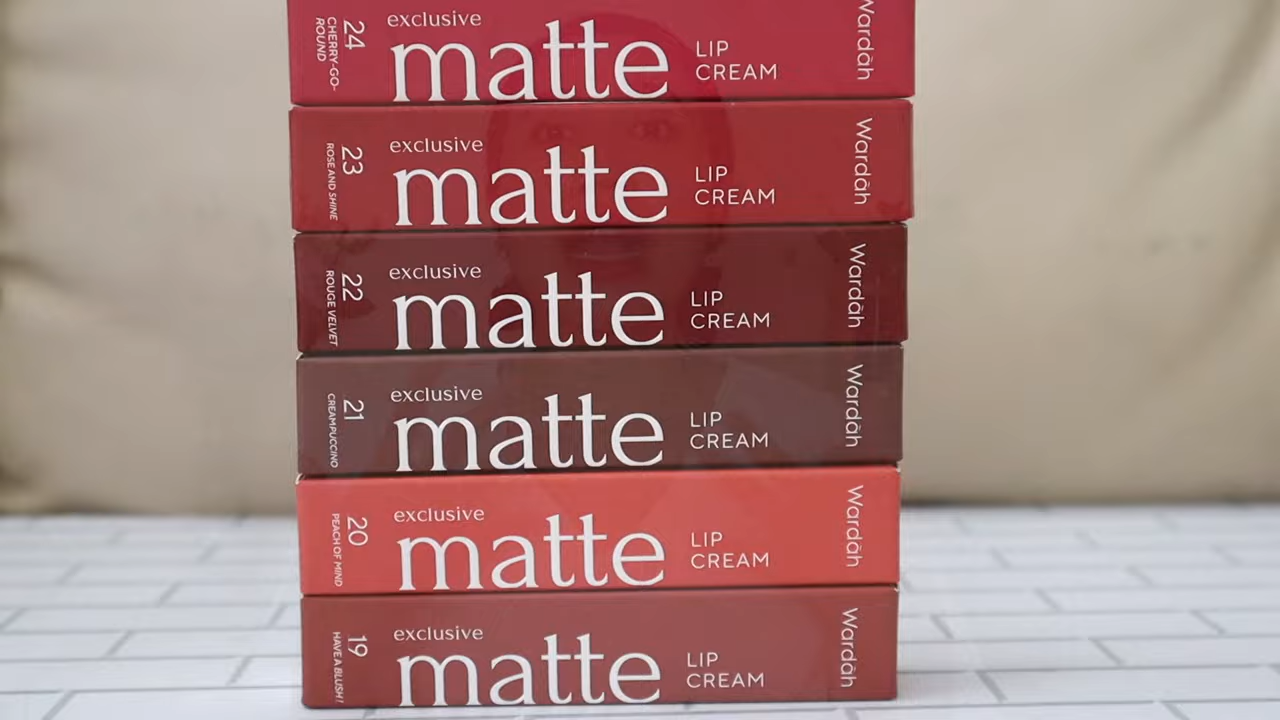 24
CHERRY-GO-
ROUND
exclusive
matte
LIP
CREAM
Wardah
23
ROSE AND SHINE
exclusive
matte
LIP
CREAM
Wardah
22
ROUGE VELVET
exclusive
matte
LIP
CREAM
Wardah
21
CREAMPUCCINO
exclusive
matte
LIP
CREAM
Wardah
20
PEACH OF MIND
exclusive
matte
LIP
CREAM
Wardah
19
HAVE A BLUSH!
exclusive
matte
LIP
CREAM
Wardah